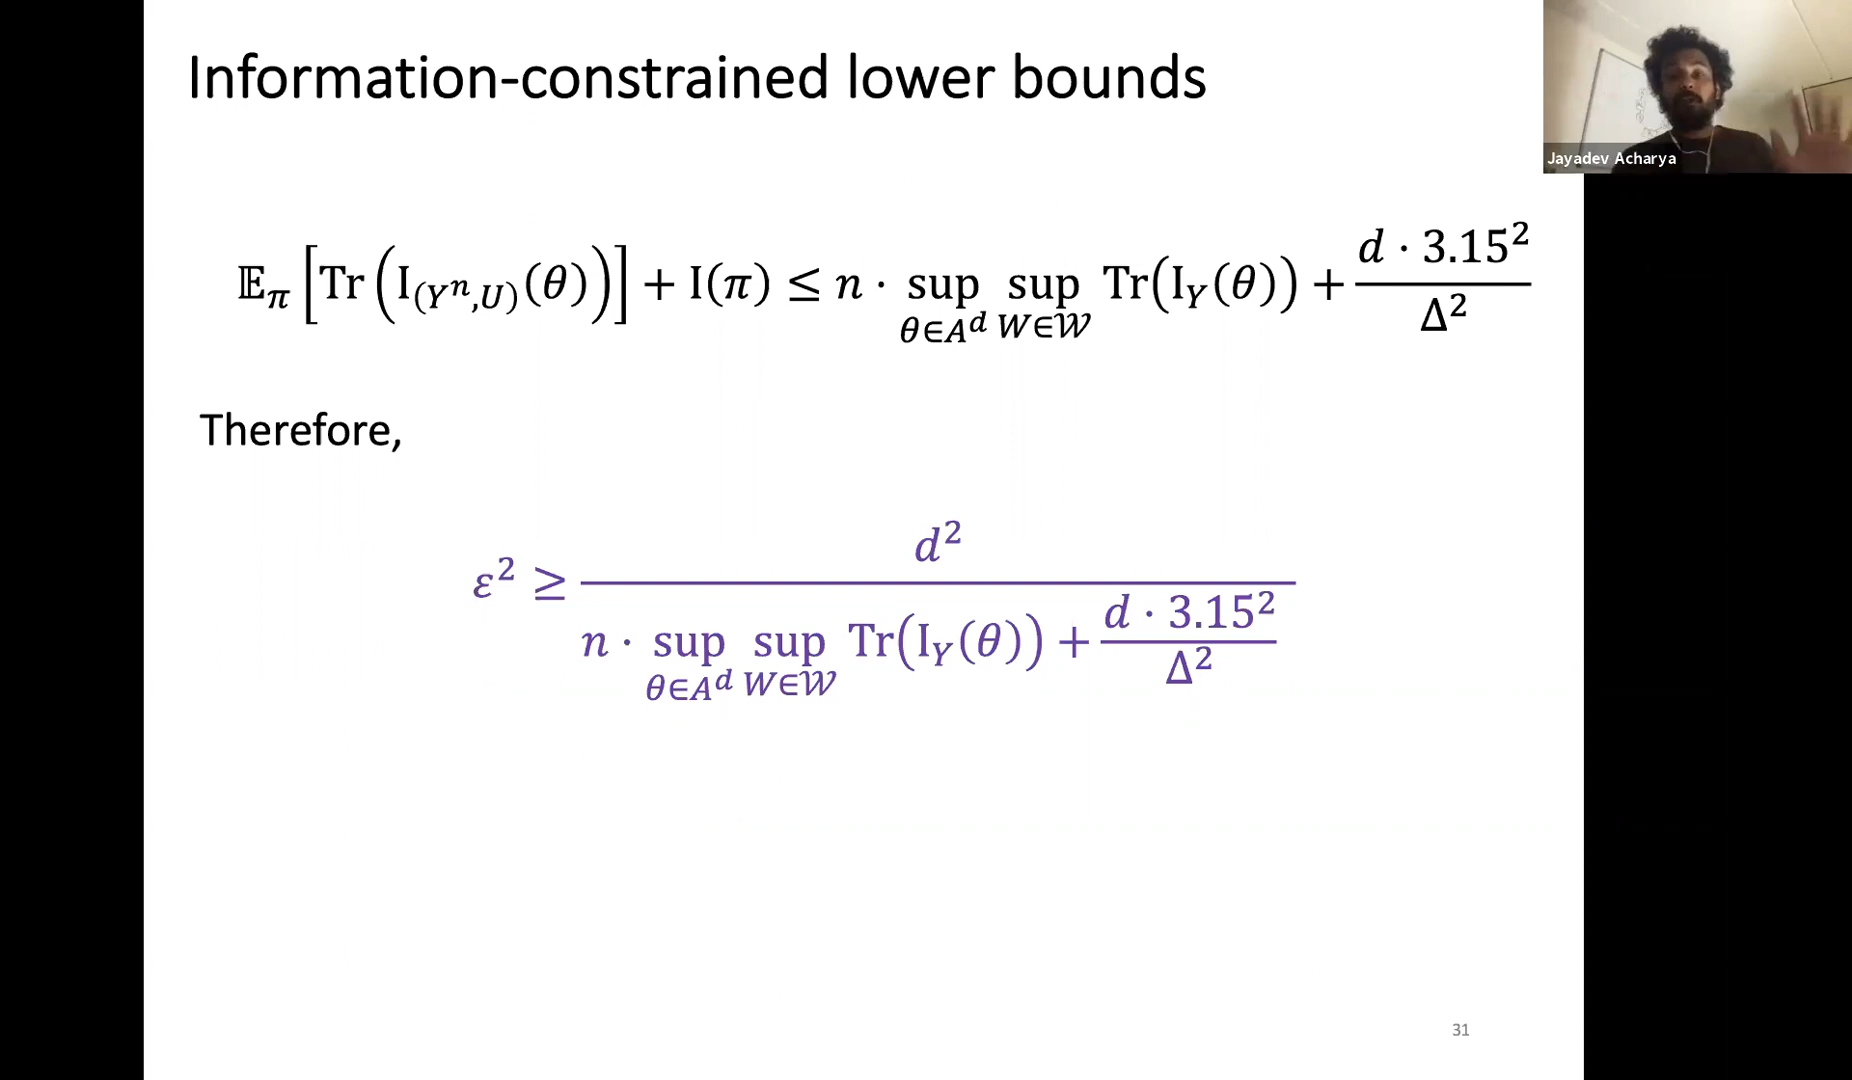 Information-constrained lower bounds
Jayadev Acharya
𝔼_π [Tr (I_(Yⁿ,U)(θ))] + I(π) ≤ n · sup_{θ∈A^d} sup_{W∈𝒲} Tr(I_Y(θ)) + (d · 3.15²)/Δ²
Therefore,
ε² ≥ d² / (n · sup_{θ∈A^d} sup_{W∈𝒲} Tr(I_Y(θ)) + (d · 3.15²)/Δ²)
31